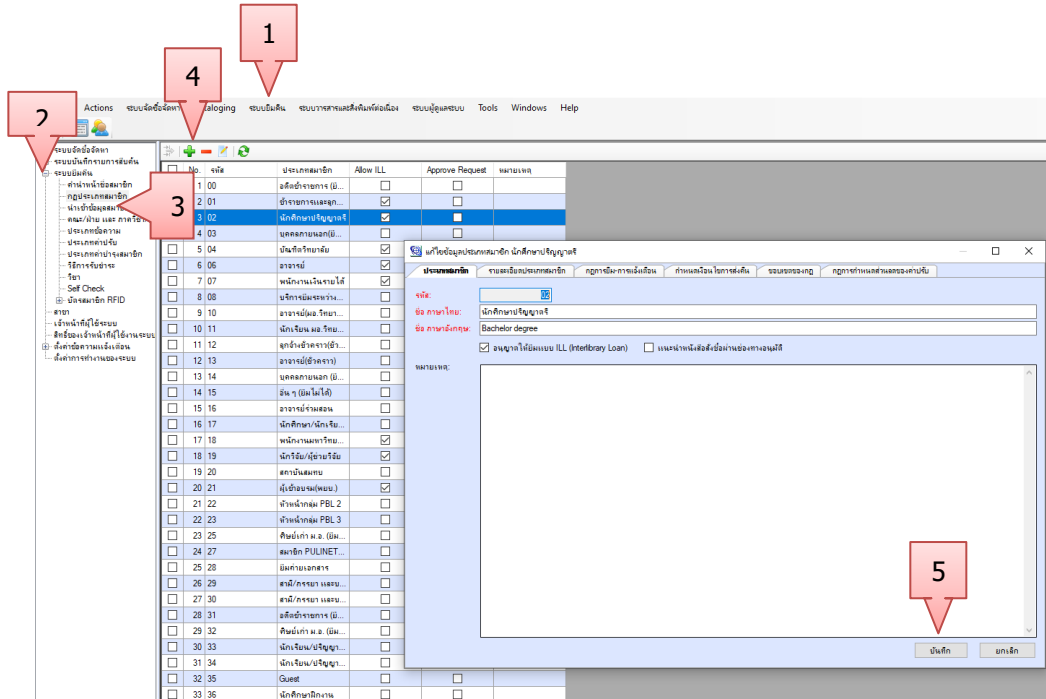 1
4
2
Actions ระบบจัดซื้อจัดหา Cataloging ระบบยืมคืน ระบบวารสารและสิ่งพิมพ์ต่อเนื่อง ระบบผู้ดูแลระบบ Tools Windows Help
ระบบจัดซื้อจัดหา
ระบบบันทึกรายการสืบค้น
ระบบยืมคืน
คำนำหน้าชื่อสมาชิก
กฎประเภทสมาชิก
นำเข้าข้อมูลสมาชิก
คณะ/ฝ่าย และ ภาควิชา
ประเภทข้อความ
ประเภทค่าปรับ
ประเภทค่าบำรุงสมาชิก
วิธีการรับชำระ
วิชา
Self Check
บัตรสมาชิก RFID
สาขา
เจ้าหน้าที่ผู้ใช้ระบบ
สิทธิ์ของเจ้าหน้าที่ผู้ใช้งานระบบ
ตั้งค่าข้อความแจ้งเตือน
ตั้งค่าการทำงานของระบบ
3
No. รหัส ประเภทสมาชิก Allow ILL Approve Request หมายเหตุ
1 00 อดีตข้าราชการ (ยื...
2 01 ข้าราชการและลูก...
3 02 นักศึกษาปริญญาตรี
4 03 บุคคลภายนอก(ยื...
5 04 บัณฑิตวิทยาลัย
6 06 อาจารย์
7 07 พนักงานเงินรายได้
8 08 บริการยืมระหว่าง...
9 10 อาจารย์(มอ.วิทยา...
10 11 นักเรียน มอ.วิทย...
11 12 ลูกจ้างชั่วคราว(ชั่ว...
12 13 อาจารย์(ชั่วคราว)
13 14 บุคคลภายนอก (ยื...
14 15 อื่น ๆ (ยืมไม่ได้)
15 16 อาจารย์ร่วมสอน
16 17 นักศึกษา/นักเรีย...
17 18 พนักงานมหาวิทย...
18 19 นักวิจัย/ผู้ช่วยวิจัย
19 20 สถาบันสมทบ
20 21 ผู้เข้าอบรม(พยบ.)
21 22 หัวหน้ากลุ่ม PBL 2
22 23 หัวหน้ากลุ่ม PBL 3
23 25 ศิษย์เก่า ม.อ. (ยืม...
24 27 สมาชิก PULINET...
25 28 ยืมถ่ายเอกสาร
26 29 สามี/ภรรยา และบ...
27 30 สามี/ภรรยา และบ...
28 31 อดีตข้าราชการ (ยื...
29 32 ศิษย์เก่า ม.อ. (ยืม...
30 33 นักเรียน/ปริญญา...
31 34 นักเรียน/ปริญญา...
32 35 Guest
33 36 นักศึกษาฝึกงาน
แก้ไขข้อมูลประเภทสมาชิก นักศึกษาปริญญาตรี
ประเภทสมาชิก รายละเอียดประเภทสมาชิก กฎการยืม-การแจ้งเตือน กำหนดเงื่อนไขการส่งคืน ขอบเขตของกฎ กฎการกำหนดส่วนลดของค่าปรับ
รหัส: 02
ชื่อ ภาษาไทย: นักศึกษาปริญญาตรี
ชื่อ ภาษาอังกฤษ: Bachelor degree
อนุญาตให้ยืมแบบ ILL (Interlibrary Loan) แนะนำหนังสือสั่งซื้อผ่านช่องทางอนุมัติ
หมายเหตุ:
5
บันทึก ยกเลิก